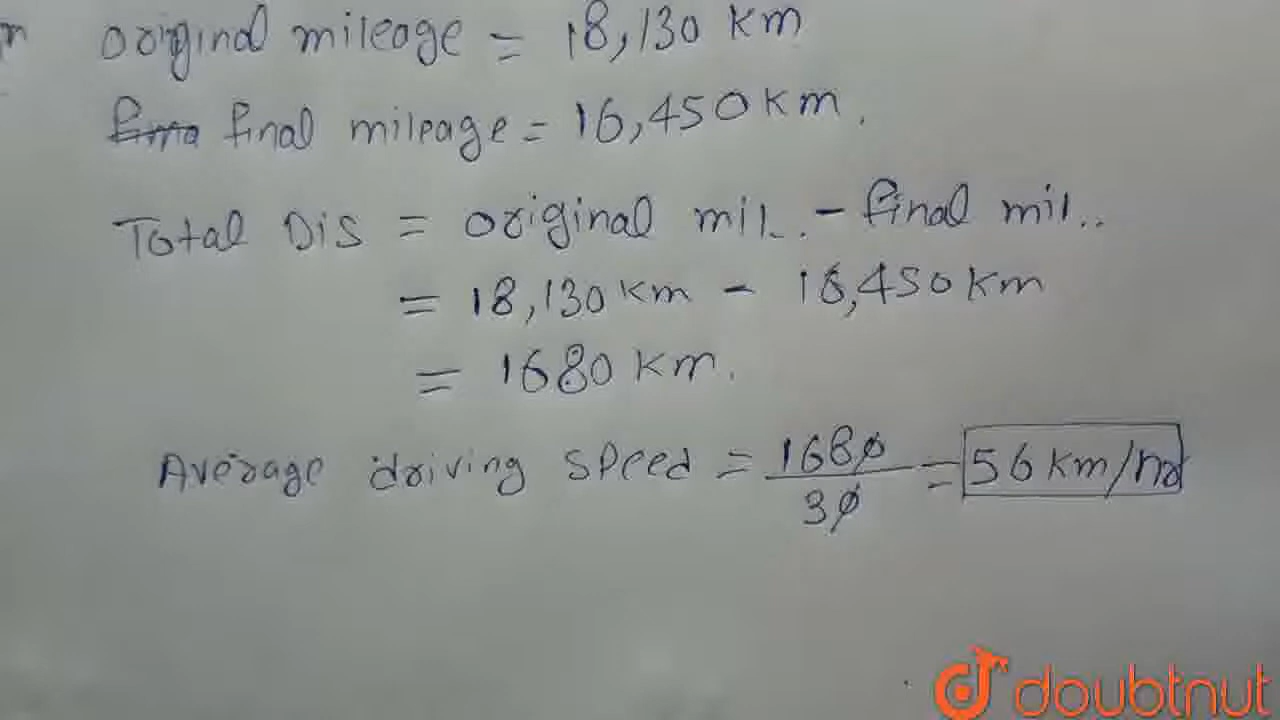 original mileage = 18,130 km
final mileage = 16,450 km.
Total Dis = original mil.. - final mil..
= 18,130 km - 16,450 km
= 1680 km.
Average driving speed = 1680/30 = 56 km/
doubtnut